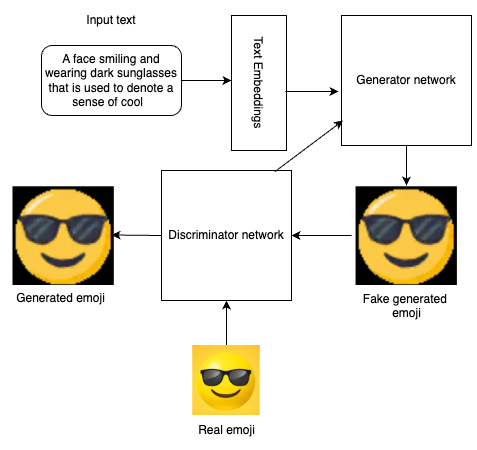 Input text
A face smiling and
wearing dark sunglasses
that is used to denote a
sense of cool
Text Embeddings
Generator network
Discriminator network
Generated emoji
Fake generated
emoji
Real emoji